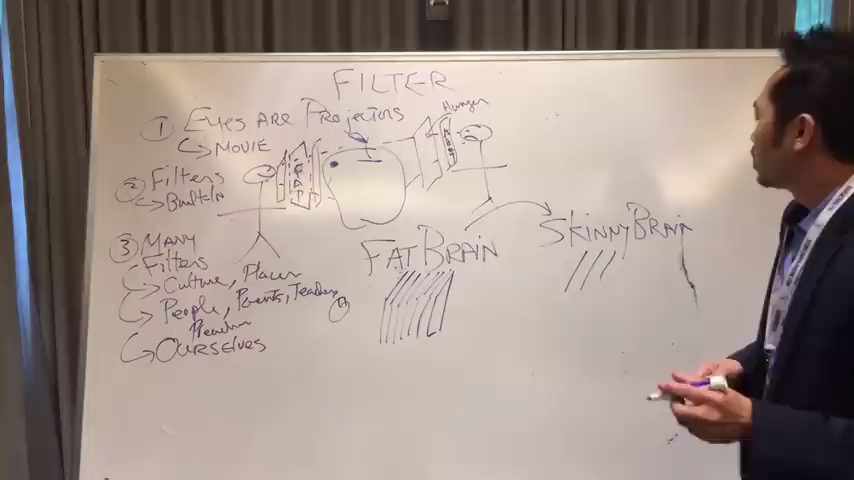 FILTER
① EyES ARE PROJECTORS
↳ MOVIE
Hunger
② Filters
↳ Built-IN
③ MANY
Filters
↳ Culture, Places
↳ People, Parents, Teachers
↳ OURSELVES
FAT BRAIN
SKINNY BRAIN